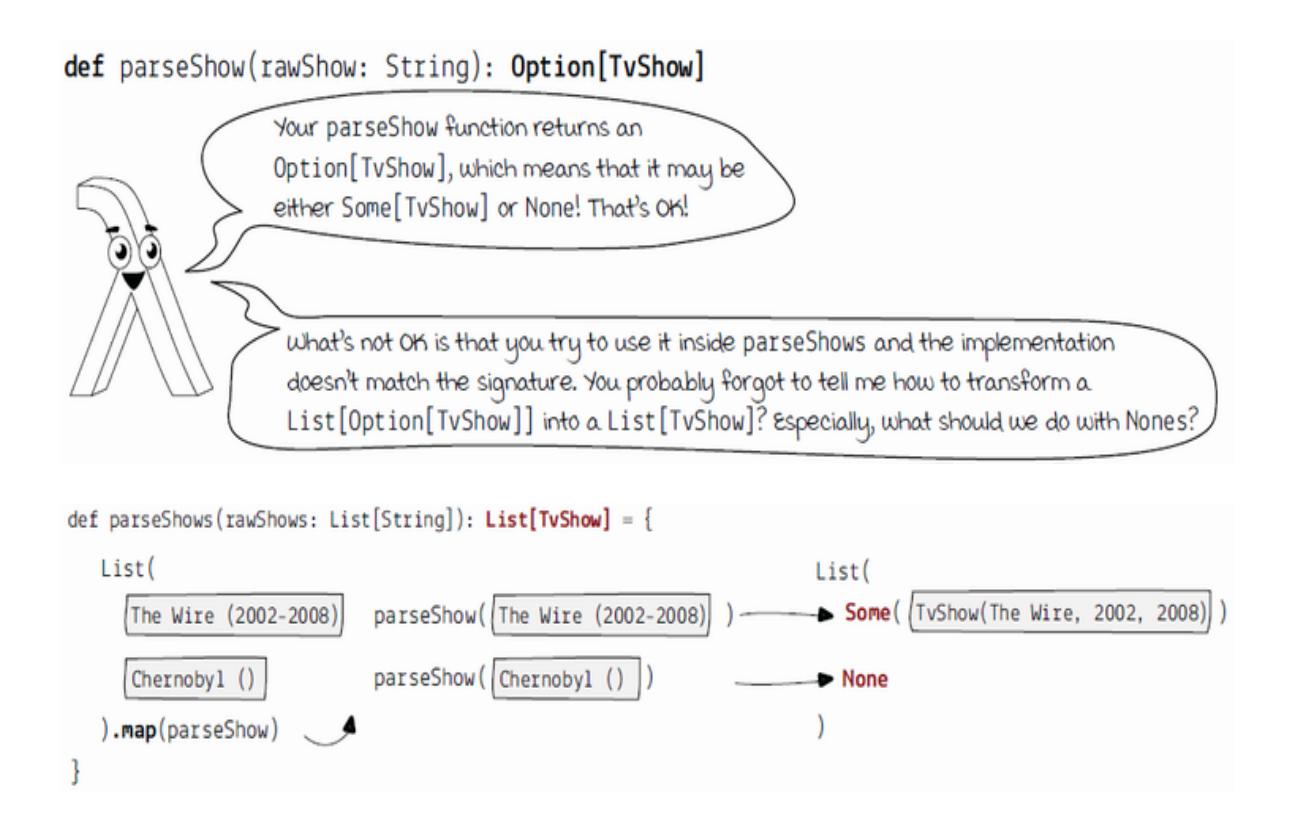 def parseShow(rawShow: String): Option[TvShow]
Your parseShow function returns an
Option[TvShow], which means that it may be
either Some[TvShow] or None! That's OK!
What's not OK is that you try to use it inside parseShows and the implementation
doesn't match the signature. You probably forgot to tell me how to transform a
List[Option[TvShow]] into a List[TvShow]? Especially, what should we do with Nones?
def parseShows(rawShows: List[String]): List[TvShow] = {
List( List(
The Wire (2002-2008) parseShow( The Wire (2002-2008) ) Some( TvShow(The Wire, 2002, 2008) )
Chernobyl () parseShow( Chernobyl () ) None
).map(parseShow) )
}